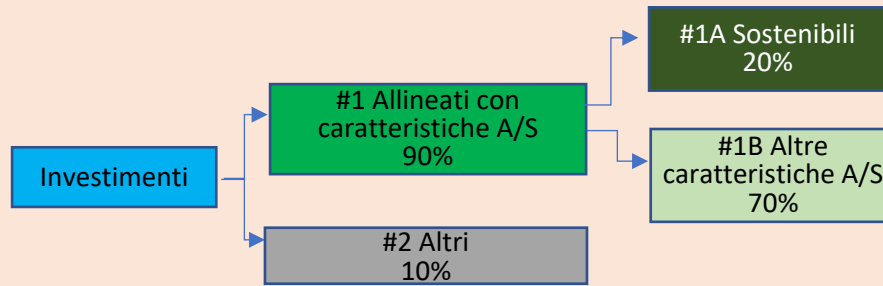 Investimenti
#1 Allineati con
caratteristiche A/S
90%
#2 Altri
10%
#1A Sostenibili
20%
#1B Altre
caratteristiche A/S
70%